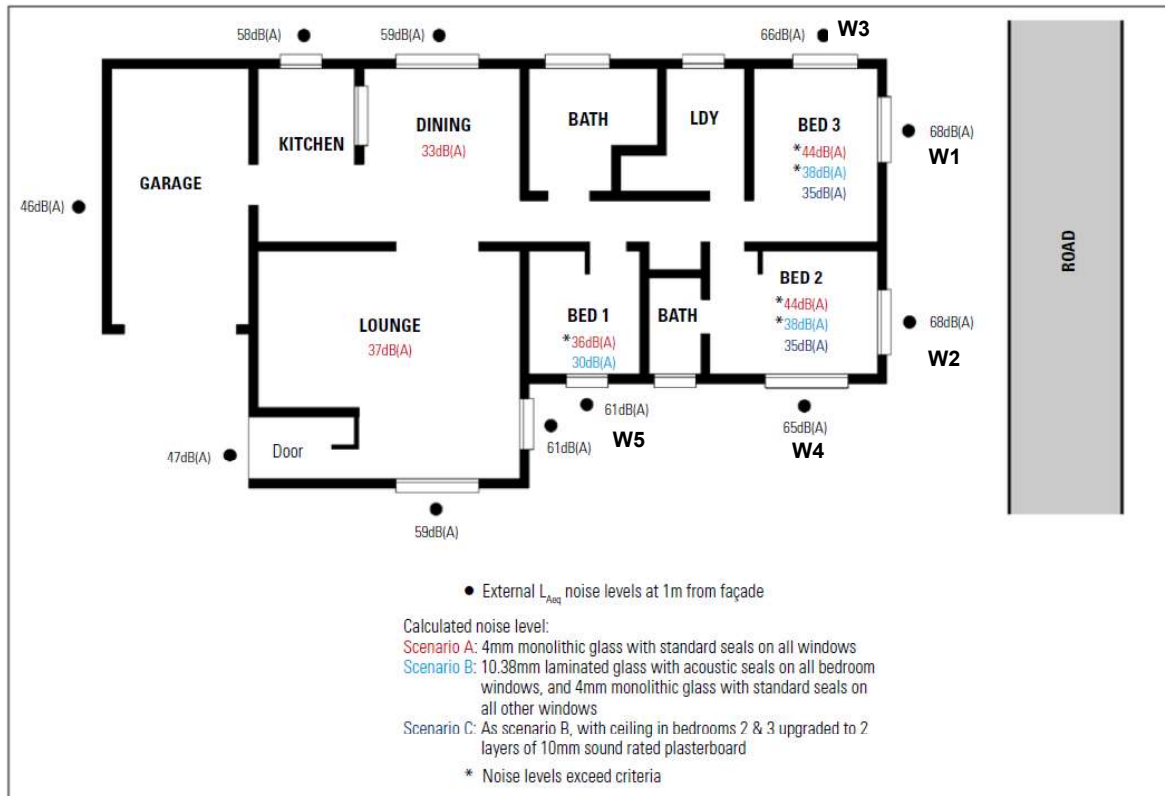 58dB(A)
59dB(A)
66dB(A)
W3
KITCHEN
DINING
33dB(A)
BATH
LDY
BED 3
*44dB(A)
*38dB(A)
35dB(A)
68dB(A)
W1
GARAGE
46dB(A)
ROAD
LOUNGE
37dB(A)
BED 1
*36dB(A)
30dB(A)
BATH
BED 2
*44dB(A)
*38dB(A)
35dB(A)
68dB(A)
W2
61dB(A)
W5
61dB(A)
65dB(A)
W4
Door
47dB(A)
59dB(A)
● External LAeq noise levels at 1m from façade
Calculated noise level:
Scenario A: 4mm monolithic glass with standard seals on all windows
Scenario B: 10.38mm laminated glass with acoustic seals on all bedroom
windows, and 4mm monolithic glass with standard seals on
all other windows
Scenario C: As scenario B, with ceiling in bedrooms 2 & 3 upgraded to 2
layers of 10mm sound rated plasterboard
* Noise levels exceed criteria